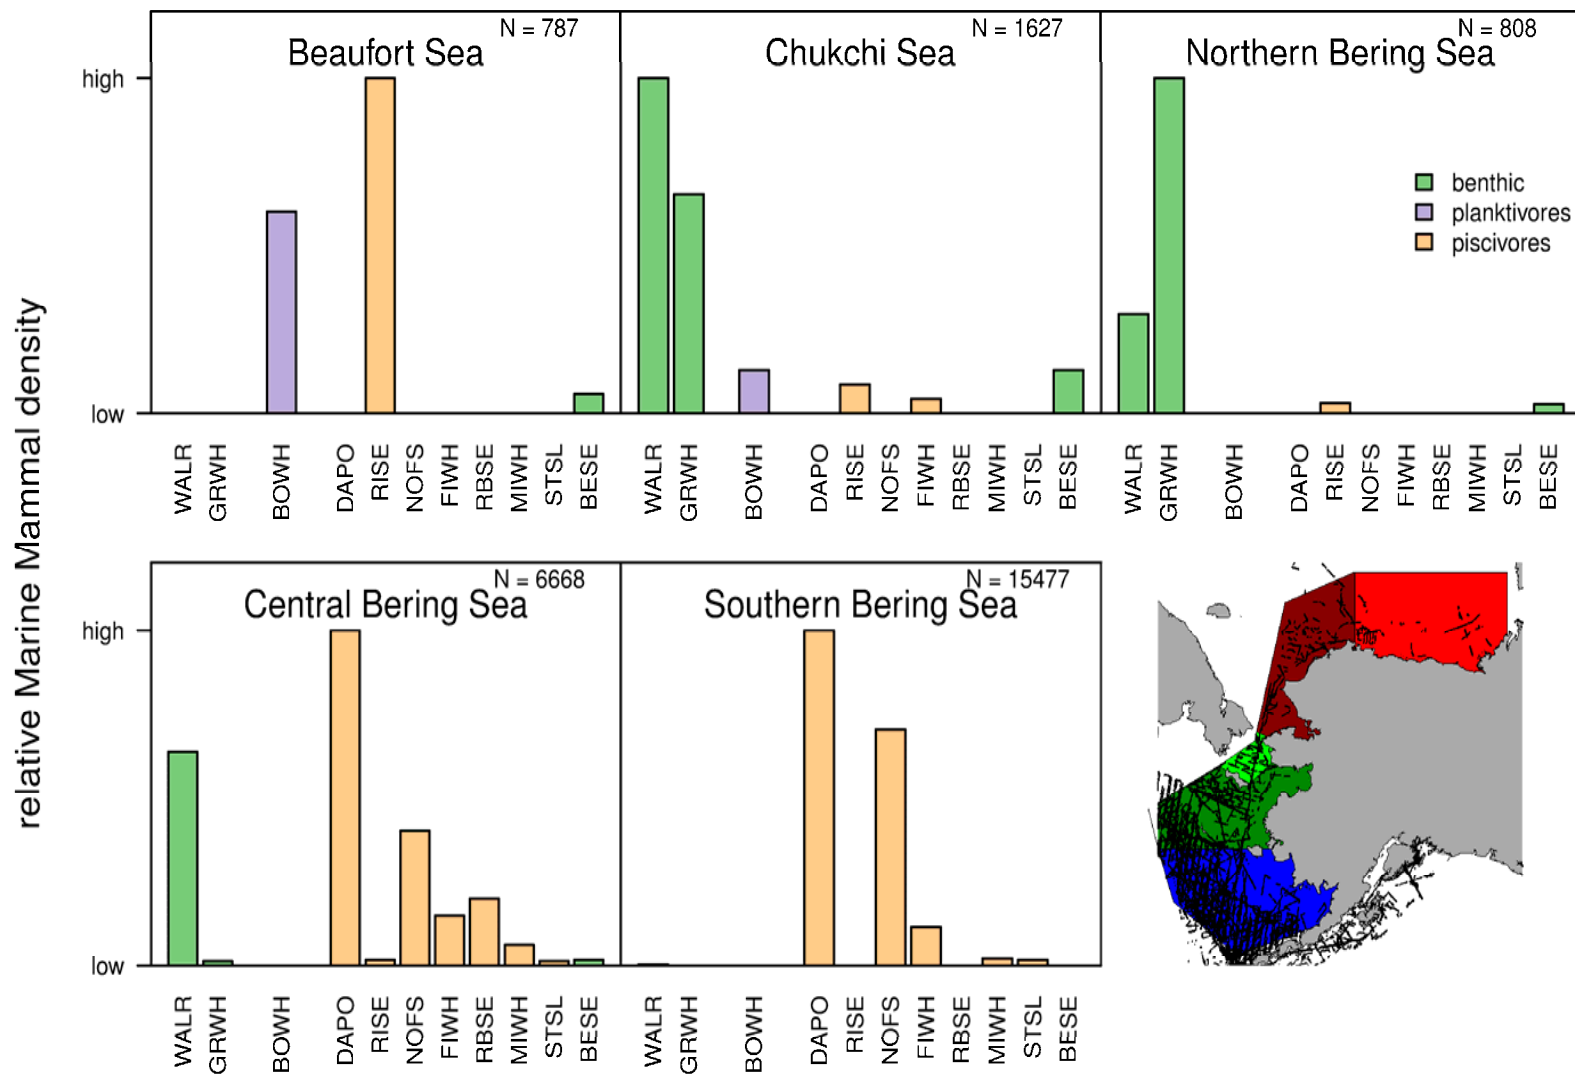 N = 787
Beaufort Sea
N = 1627
Chukchi Sea
N = 808
Northern Bering Sea
high
low
benthic
planktivores
piscivores
relative Marine Mammal density
WALR GRWH BOWH DAPO RISE NOFS FIWH RBSE MIWH STSL BESE
WALR GRWH BOWH DAPO RISE NOFS FIWH RBSE MIWH STSL BESE
WALR GRWH BOWH DAPO RISE NOFS FIWH RBSE MIWH STSL BESE
N = 6668
Central Bering Sea
N = 15477
Southern Bering Sea
high
low
WALR GRWH BOWH DAPO RISE NOFS FIWH RBSE MIWH STSL BESE
WALR GRWH BOWH DAPO RISE NOFS FIWH RBSE MIWH STSL BESE